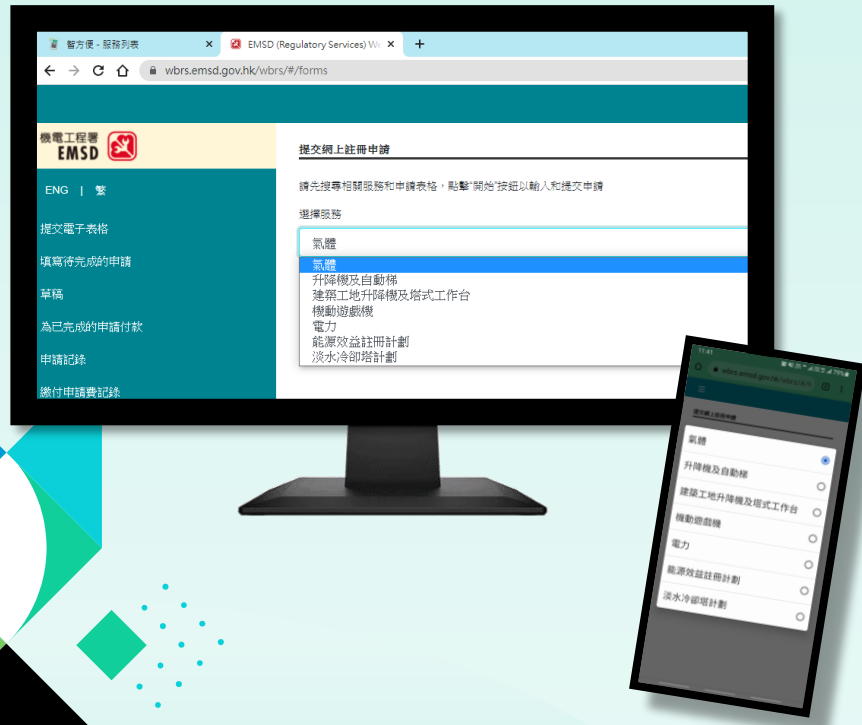 智方便 - 服務列表
EMSD (Regulatory Services) W
wbrs.emsd.gov.hk/wbrs/#/forms
機電工程署
EMSD
ENG | 繁
提交電子表格
填寫待完成的申請
草稿
為已完成的申請付款
申請記錄
繳付申請費記錄
提交網上註冊申請
請先搜尋相關服務和申請表格，點擊"開始"按鈕以輸入和提交申請
選擇服務
氣體
氣體
升降機及自動梯
建築工地升降機及塔式工作台
機動遊戲機
電力
能源效益註冊計劃
淡水冷卻塔計劃
11:41
79%
wbrs.emsd.gov.hk/wbrs/#/
提交網上註冊申請
氣體
升降機及自動梯
建築工地升降機及塔式工作台
機動遊戲機
電力
能源效益註冊計劃
淡水冷卻塔計劃